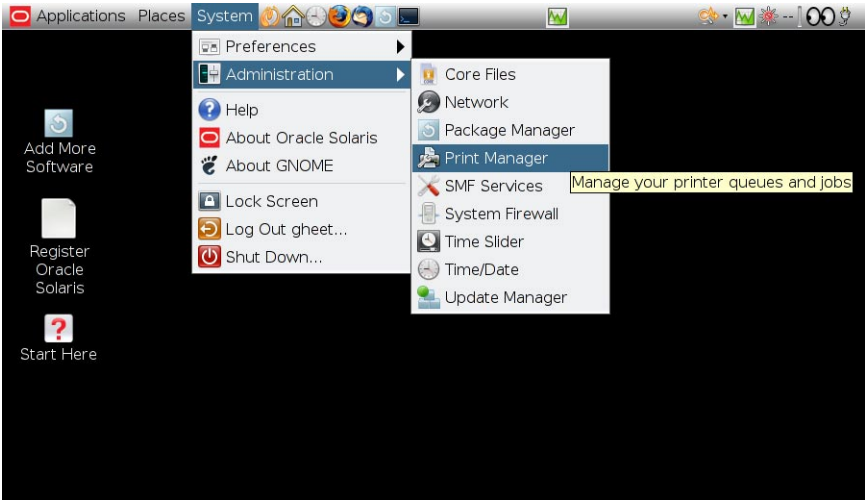 Applications Places System
Preferences
Administration
Help
About Oracle Solaris
About GNOME
Lock Screen
Log Out gheet...
Shut Down...
Core Files
Network
Package Manager
Print Manager
SMF Services
Manage your printer queues and jobs
System Firewall
Time Slider
Time/Date
Update Manager
Add More
Software
Register
Oracle
Solaris
Start Here